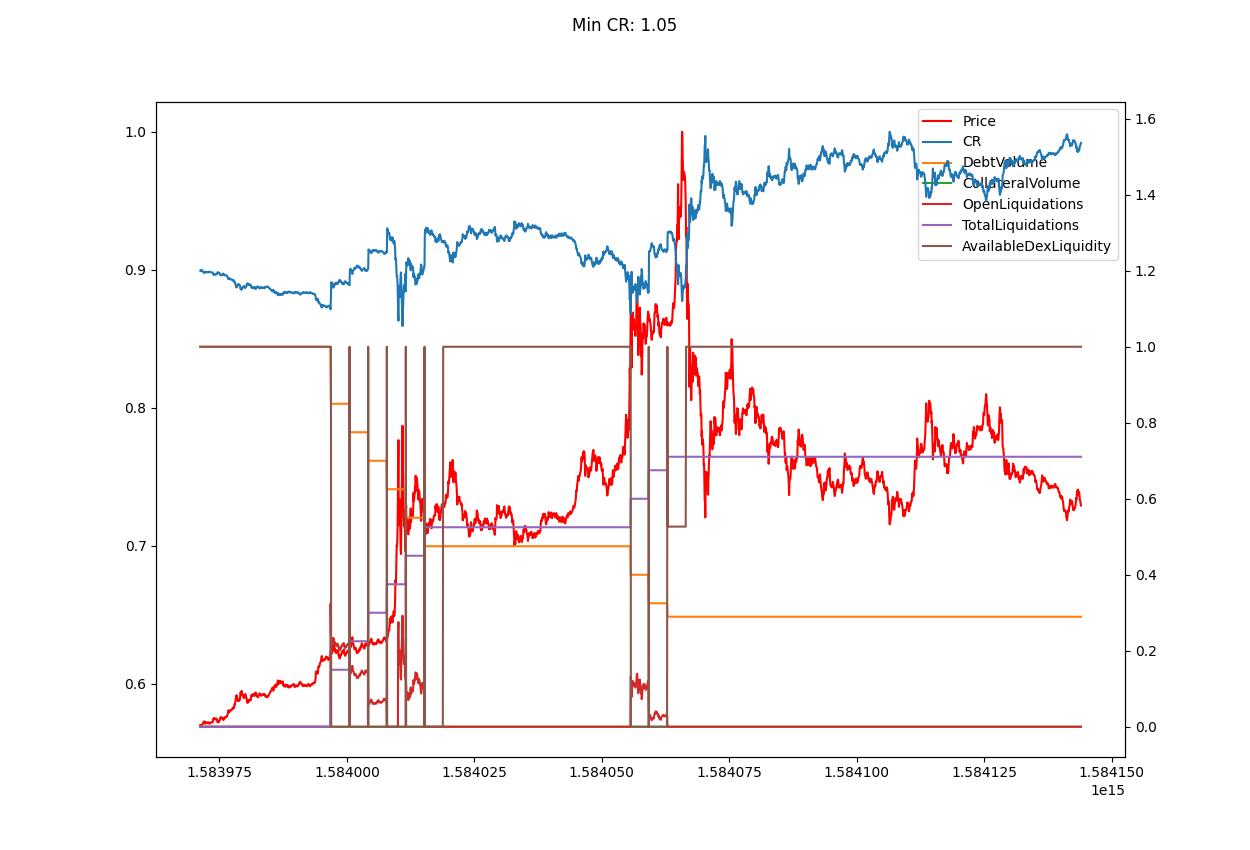 Min CR: 1.05
1.0
0.9
0.8
0.7
0.6
1.6
1.4
1.2
1.0
0.8
0.6
0.4
0.2
0.0
Price
CR
DebtVolume
CollateralVolume
OpenLiquidations
TotalLiquidations
AvailableDexLiquidity
1.583975 1.584000 1.584025 1.584050 1.584075 1.584100 1.584125 1.584150
1e15